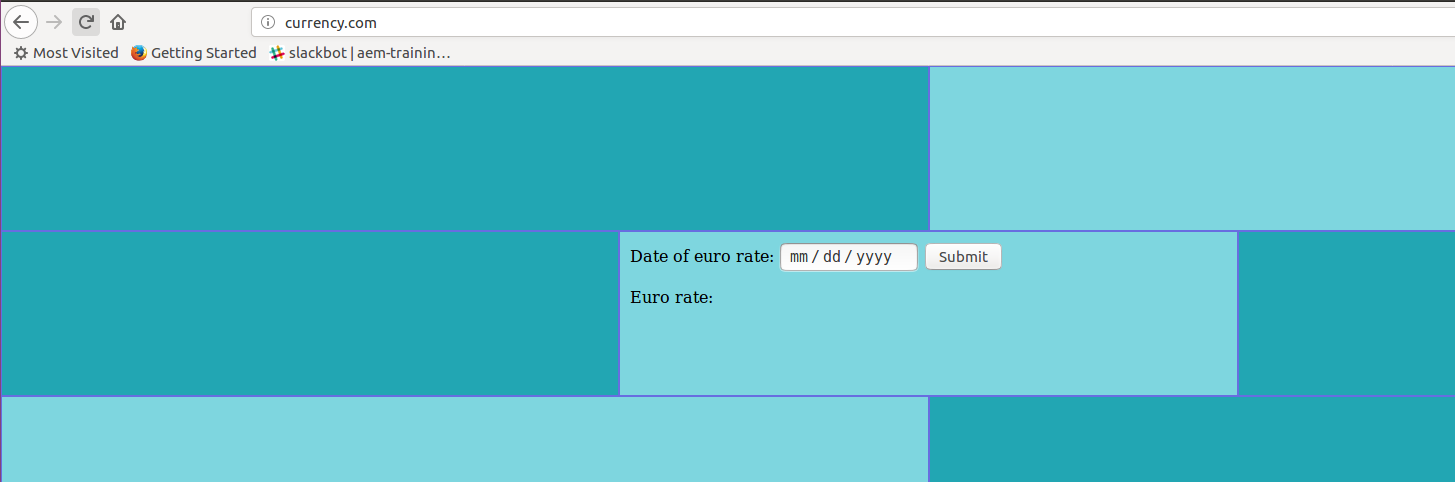 currency.com
Most Visited Getting Started slackbot | aem-trainin…
Date of euro rate: mm / dd / yyyy Submit
Euro rate: